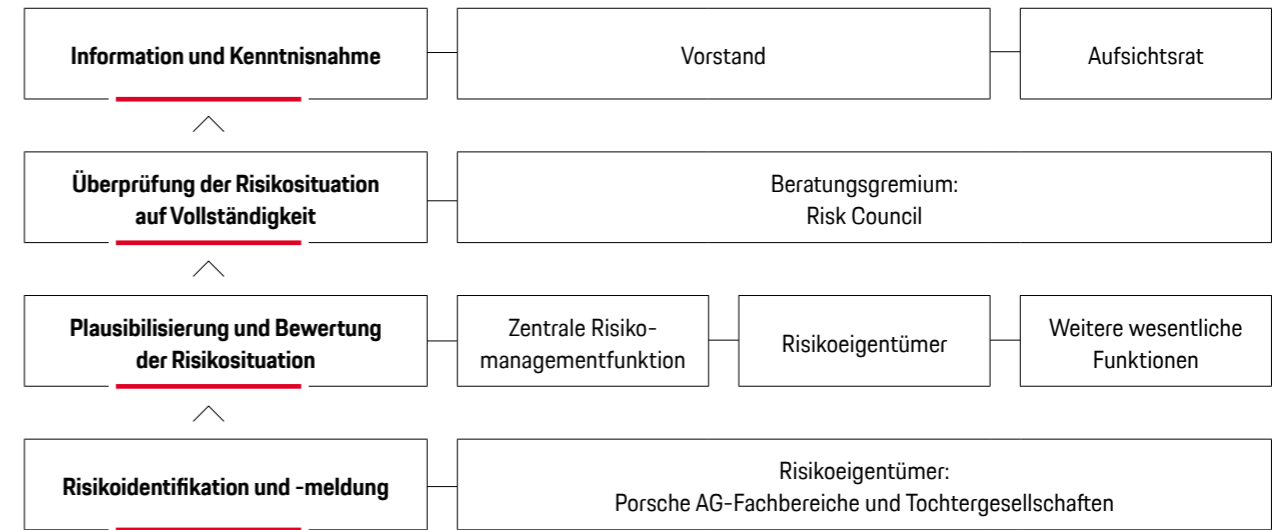 Information und Kenntnisnahme
Vorstand
Aufsichtsrat
Überprüfung der Risikosituation
auf Vollständigkeit
Beratungsgremium:
Risk Council
Plausibilisierung und Bewertung
der Risikosituation
Zentrale Risiko-
managementfunktion
Risikoeigentümer
Weitere wesentliche
Funktionen
Risikoidentifikation und -meldung
Risikoeigentümer:
Porsche AG-Fachbereiche und Tochtergesellschaften